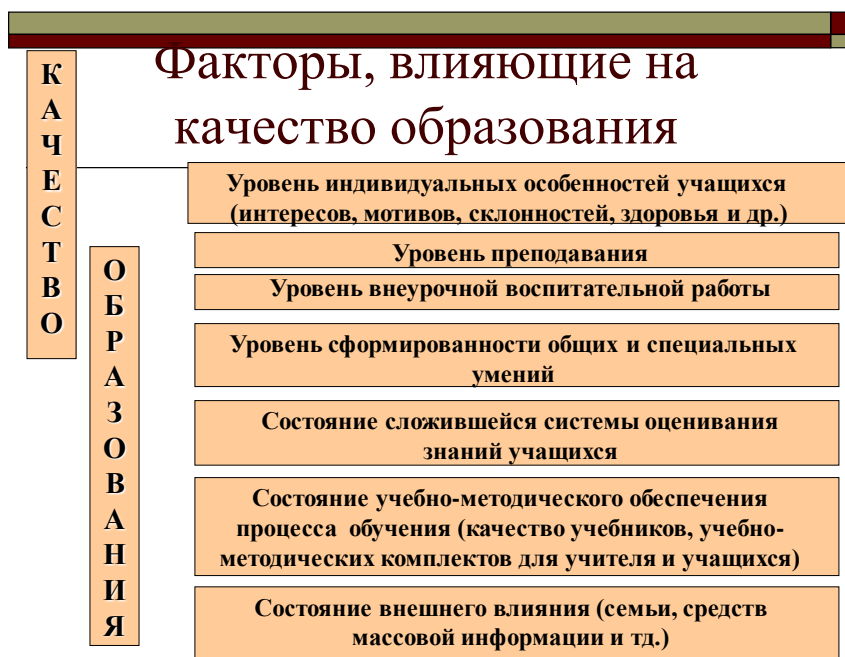 Факторы, влияющие на
качество образования
КАЧЕСТВО
ОБРАЗОВАНИЯ
Уровень индивидуальных особенностей учащихся
(интересов, мотивов, склонностей, здоровья и др.)
Уровень преподавания
Уровень внеурочной воспитательной работы
Уровень сформированности общих и специальных
умений
Состояние сложившейся системы оценивания
знаний учащихся
Состояние учебно-методического обеспечения
процесса обучения (качество учебников, учебно-
методических комплектов для учителя и учащихся)
Состояние внешнего влияния (семьи, средств
массовой информации и тд.)